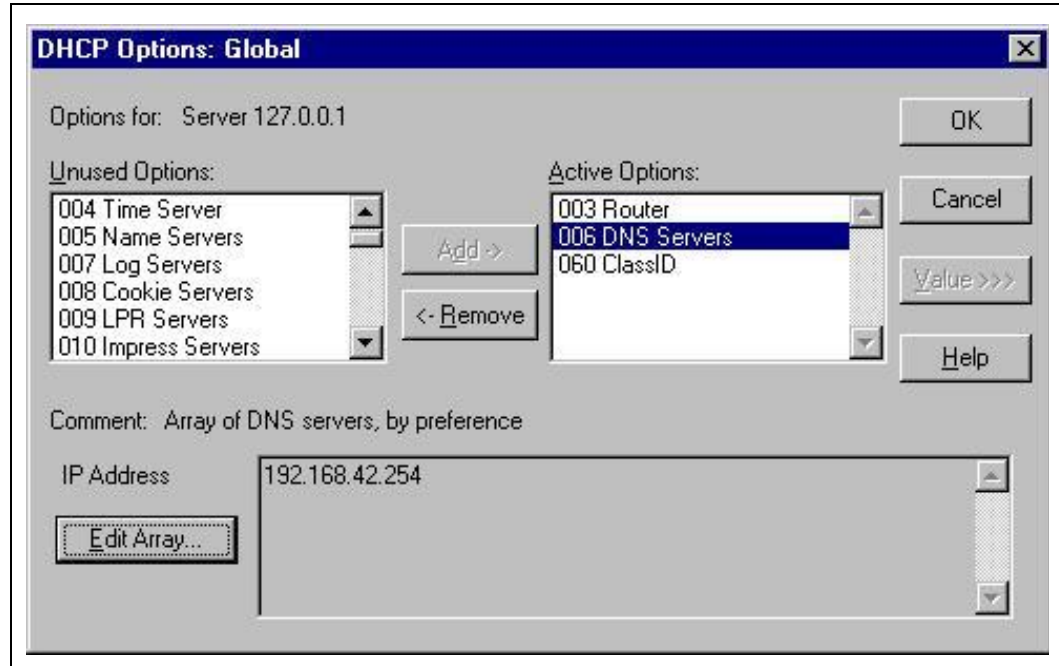 DHCP Options: Global
Options for: Server 127.0.0.1
OK
Unused Options:
004 Time Server
005 Name Servers
007 Log Servers
008 Cookie Servers
009 LPR Servers
010 Impress Servers
Add ->
<- Remove
Active Options:
003 Router
006 DNS Servers
060 ClassID
Cancel
Value >>>
Help
Comment: Array of DNS servers, by preference
IP Address
192.168.42.254
Edit Array...